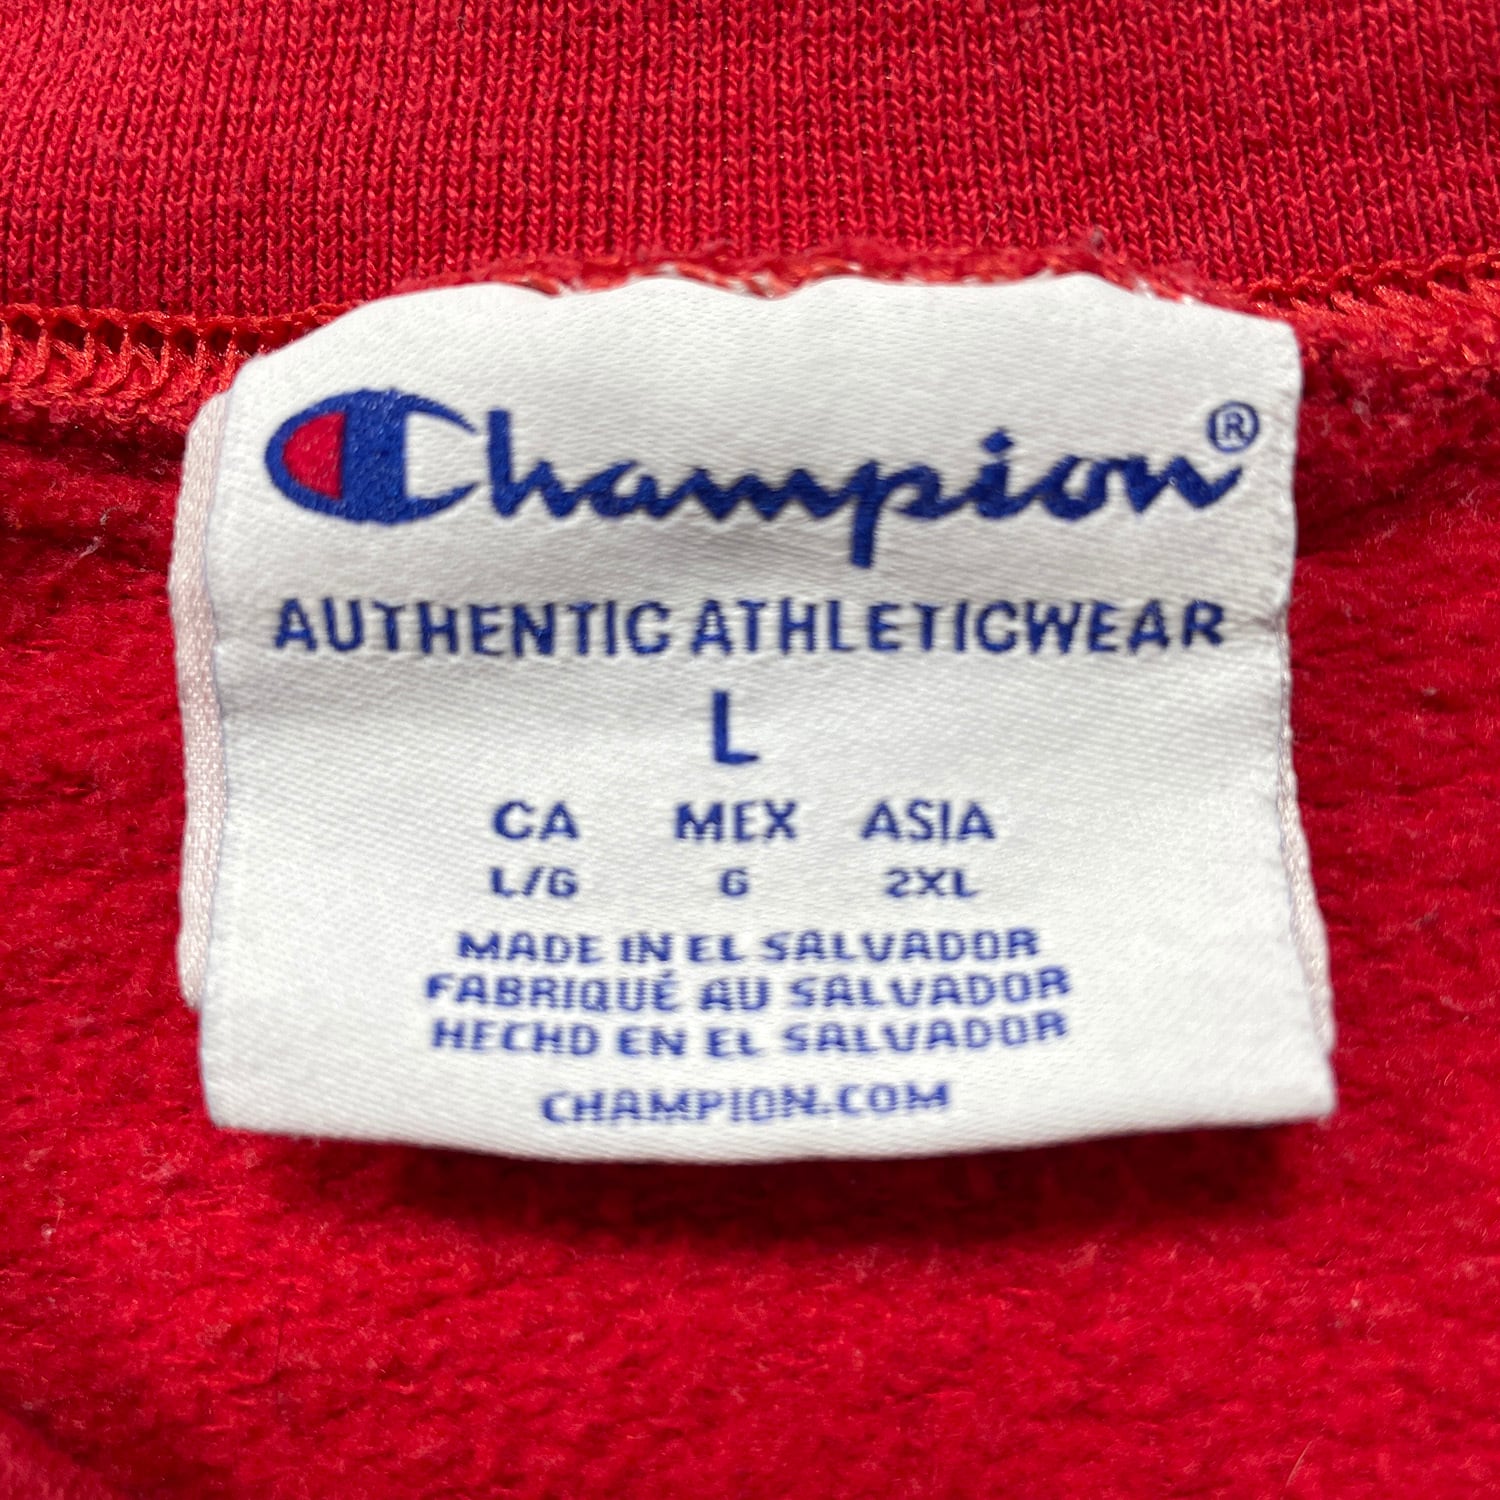 Champion®
AUTHENTIC ATHLETICWEAR
L
CA MEX ASIA
L/G G 2XL
MADE IN EL SALVADOR
FABRIQUÉ AU SALVADOR
HECHO EN EL SALVADOR
CHAMPION.COM